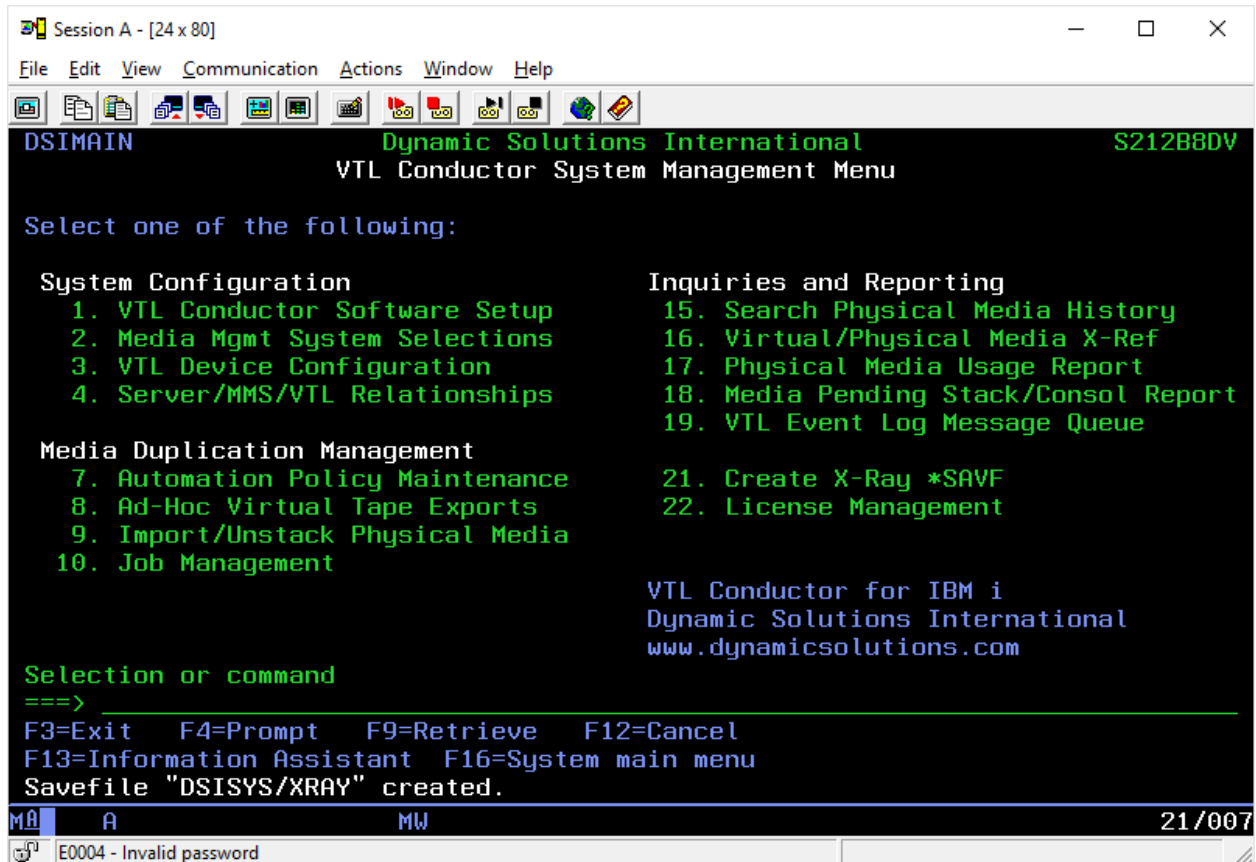 Session A - [24 x 80]
File Edit View Communication Actions Window Help
DSIMAIN Dynamic Solutions International S212B8DV
VTL Conductor System Management Menu
Select one of the following:
System Configuration
1. VTL Conductor Software Setup
2. Media Mgmt System Selections
3. VTL Device Configuration
4. Server/MMS/VTL Relationships
Media Duplication Management
7. Automation Policy Maintenance
8. Ad-Hoc Virtual Tape Exports
9. Import/Unstack Physical Media
10. Job Management
Inquiries and Reporting
15. Search Physical Media History
16. Virtual/Physical Media X-Ref
17. Physical Media Usage Report
18. Media Pending Stack/Consol Report
19. VTL Event Log Message Queue
21. Create X-Ray *SAVF
22. License Management
VTL Conductor for IBM i
Dynamic Solutions International
www.dynamicsolutions.com
Selection or command
===>
F3=Exit F4=Prompt F9=Retrieve F12=Cancel
F13=Information Assistant F16=System main menu
Savefile "DSISYS/XRAY" created.
MA A MW 21/007
E0004 - Invalid password